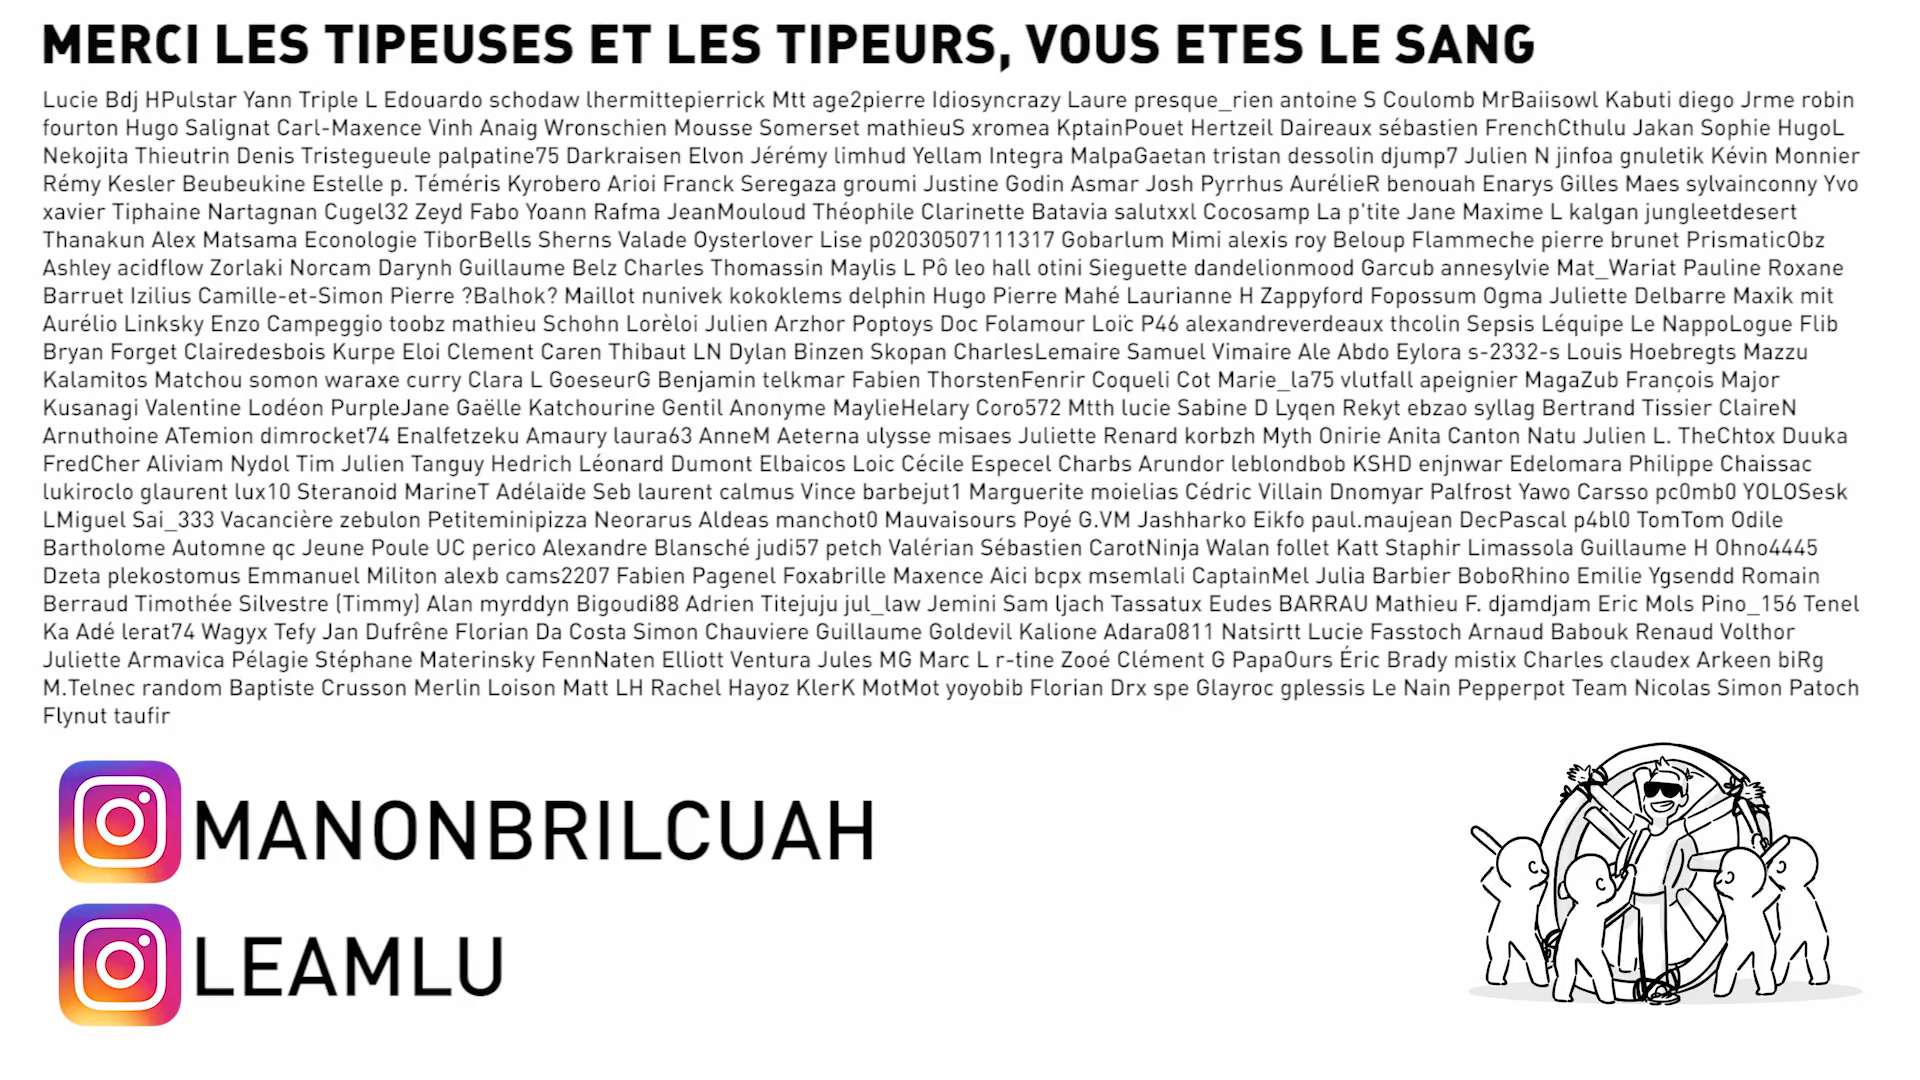 MERCI LES TIPEUSES ET LES TIPEURS, VOUS ETES LE SANG
Lucie Bdj HPulstar Yann Triple L Edouardo schodaw lhermittepierrick Mtt age2pierre Idiosyncrazy Laure presque_rien antoine S Coulomb MrBaiisowl Kabuti diego Jrme robin
fourton Hugo Salignat Carl-Maxence Vinh Anaig Wronschien Mousse Somerset mathieuS xromea KptainPouet Hertzeil Daireaux sébastien FrenchCthulu Jakan Sophie HugoL
Nekojita Thieutrin Denis Tristegueule palpatine75 Darkraisen Elvon Jérémy limhud Yellam Integra MalpaGaetan tristan dessolin djump7 Julien N jinfoa gnuletik Kévin Monnier
Rémy Kesler Beubeukine Estelle p. Téméris Kyrobero Arioi Franck Seregaza groumi Justine Godin Asmar Josh Pyrrhus AurélieR benouah Enarys Gilles Maes sylvainconny Yvo
xavier Tiphaine Nartagnan Cugel32 Zeyd Fabo Yoann Rafma JeanMouloud Théophile Clarinette Batavia salutxxl Cocosamp La p'tite Jane Maxime L kalgan jungleetdesert
Thanakun Alex Matsama Econologie TiborBells Sherns Valade Oysterlover Lise p02030507111317 Gobarlum Mimi alexis roy Beloup Flammeche pierre brunet PrismaticObz
Ashley acidflow Zorlaki Norcam Darynh Guillaume Belz Charles Thomassin Maylis L Pô leo hall otini Sieguette dandelionmood Garcub annesylvie Mat_Wariat Pauline Roxane
Barruet Izilius Camille-et-Simon Pierre ?Balhok? Maillot nunivek kokoklems delphin Hugo Pierre Mahé Laurianne H Zappyford Fopossum Ogma Juliette Delbarre Maxik mit
Aurélio Linksky Enzo Campeggio toobz mathieu Schohn Lorèloi Julien Arzhor Poptoys Doc Folamour Loïc P46 alexandreverdeaux thcolin Sepsis Léquipe Le NappoLogue Flib
Bryan Forget Clairedesbois Kurpe Eloi Clement Caren Thibaut LN Dylan Binzen Skopan CharlesLemaire Samuel Vimaire Ale Abdo Eylora s-2332-s Louis Hoebregts Mazzu
Kalamitos Matchou somon waraxe curry Clara L GoeseurG Benjamin telkmar Fabien ThorstenFenrir Coqueli Cot Marie_la75 vlutfall apeignier MagaZub François Major
Kusanagi Valentine Lodéon PurpleJane Gaëlle Katchourine Gentil Anonyme MaylieHelary Coro572 Mtth lucie Sabine D Lyqen Rekyt ebzao syllag Bertrand Tissier ClaireN
Arnuthoine ATemion dimrocket74 Enalfetzeku Amaury laura63 AnneM Aeterna ulysse misaes Juliette Renard korbzh Myth Onirie Anita Canton Natu Julien L. TheChtox Duuka
FredCher Aliviam Nydol Tim Julien Tanguy Hedrich Léonard Dumont Elbaicos Loic Cécile Especel Charbs Arundor leblondbob KSHD enjnwar Edelomara Philippe Chaissac
lukiroclo glaurent lux10 Steranoid MarineT Adélaïde Seb laurent calmus Vince barbejut1 Marguerite moielias Cédric Villain Dnomyar Palfrost Yawo Carsso pc0mb0 YOLOSesk
LMiguel Sai_333 Vacancière zebulon Petiteminipizza Neorarus Aldeas manchot0 Mauvaisours Poyé G.VM Jashharko Eikfo paul.maujean DecPascal p4bl0 TomTom Odile
Bartholome Automne qc Jeune Poule UC perico Alexandre Blansché judi57 petch Valérian Sébastien CarotNinja Walan follet Katt Staphir Limassola Guillaume H Ohno4445
Dzeta plekostomus Emmanuel Militon alexb cams2207 Fabien Pagenel Foxabrille Maxence Aici bcpx msemlali CaptainMel Julia Barbier BoboRhino Emilie Ygsendd Romain
Berraud Timothée Silvestre (Timmy) Alan myrddyn Bigoudi88 Adrien Titejuju jul_law Jemini Sam ljach Tassatux Eudes BARRAU Mathieu F. djamdjam Eric Mols Pino_156 Tenel
Ka Adé lerat74 Wagyx Tefy Jan Dufrêne Florian Da Costa Simon Chauviere Guillaume Goldevil Kalione Adara0811 Natsirtt Lucie Fasstoch Arnaud Babouk Renaud Volthor
Juliette Armavica Pélagie Stéphane Materinsky FennNaten Elliott Ventura Jules MG Marc L r-tine Zooé Clément G PapaOurs Éric Brady mistix Charles claudex Arkeen biRg
M.Telnec random Baptiste Crusson Merlin Loison Matt LH Rachel Hayoz KlerK MotMot yoyobib Florian Drx spe Glayroc gplessis Le Nain Pepperpot Team Nicolas Simon Patoch
Flynut taufir
MANONBRILCUAH
LEAMLU